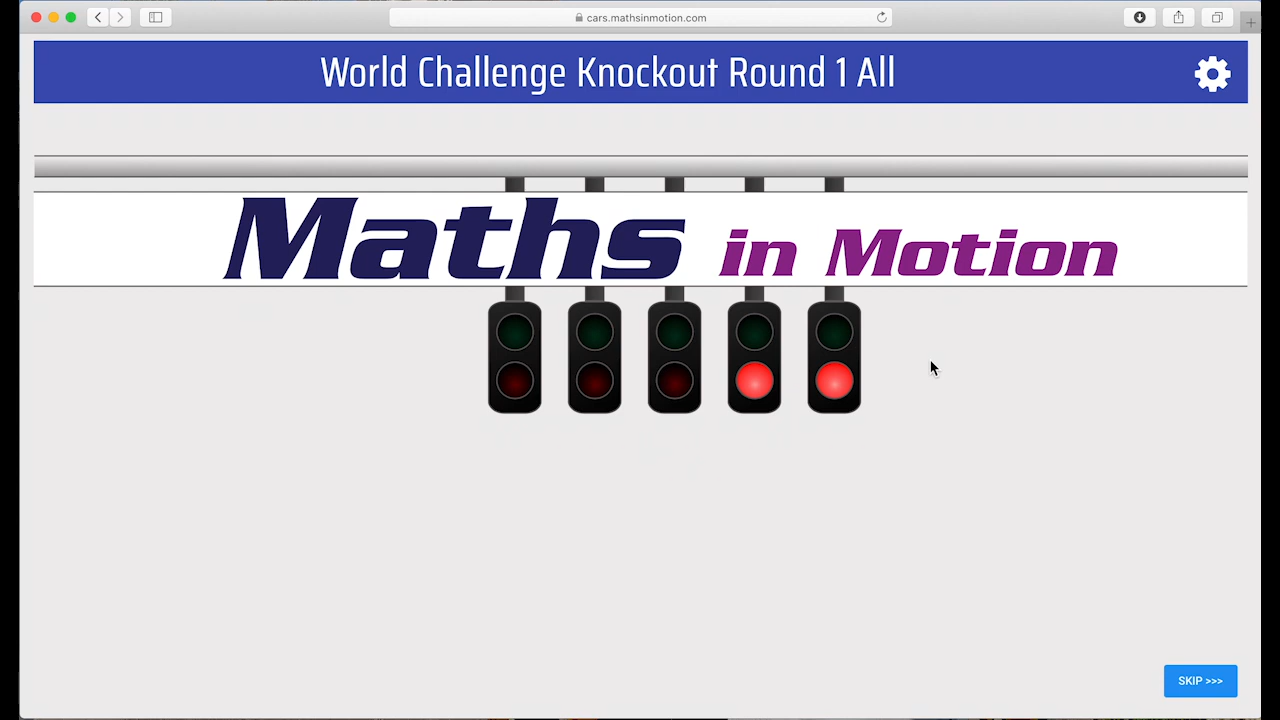 cars.mathsinmotion.com
World Challenge Knockout Round 1 All
Maths in Motion
SKIP >>>